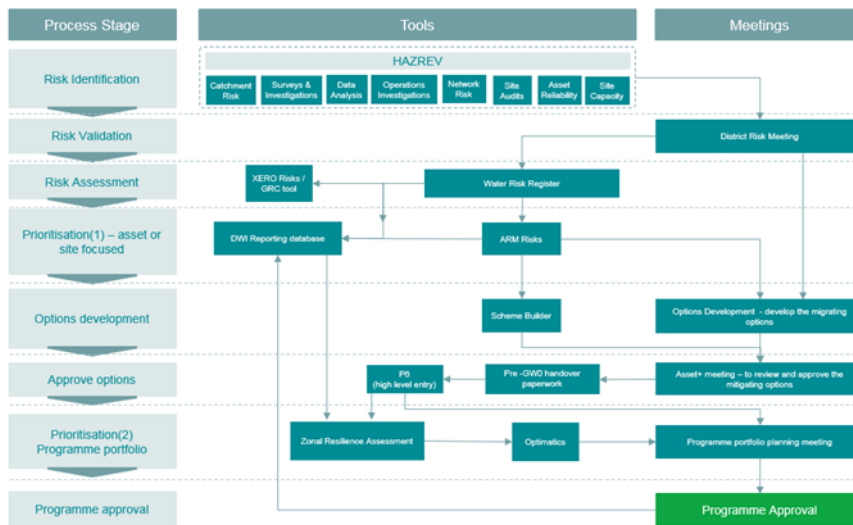 Process Stage
Tools
Meetings
Risk Identification
HAZREV
Catchment
Risk
Surveys &
Investigations
Data
Analysis
Operations
Investigations
Network
Risk
Site
Audits
Asset
Reliability
Site
Capacity
Risk Validation
District Risk Meeting
Risk Assessment
XERO Risks /
GRC tool
Water Risk Register
Prioritisation(1) – asset or
site focused
DWI Reporting database
ARM Risks
Options development
Scheme Builder
Options Development - develop the migrating
options
Approve options
P6
(high level entry)
Pre -GW0 handover
paperwork
Asset+ meeting – to review and approve the
mitigating options
Prioritisation(2)
Programme portfolio
Zonal Resilience Assessment
Optimatics
Programme portfolio planning meeting
Programme approval
Programme Approval